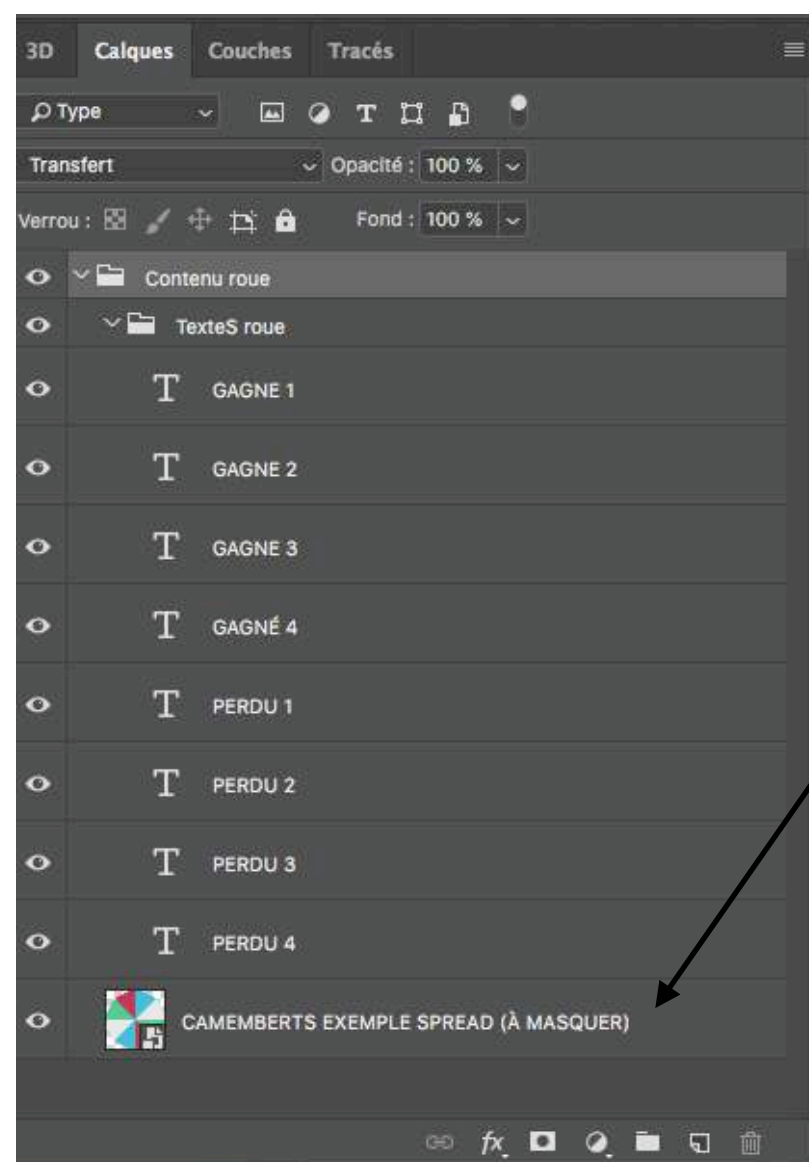 3D Calques Couches Tracés
Type T
Transfert Opacité : 100 %
Verrou : Fond : 100 %
Contenu roue
TexteS roue
T GAGNE 1
T GAGNE 2
T GAGNE 3
T GAGNÉ 4
T PERDU 1
T PERDU 2
T PERDU 3
T PERDU 4
CAMEMBERTS EXEMPLE SPREAD (À MASQUER)
fx